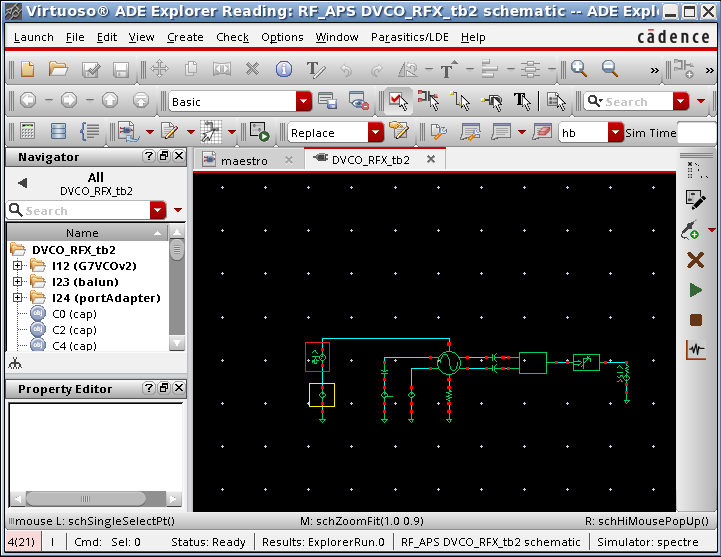 Virtuoso® ADE Explorer Reading: RF_APS DVCO_RFX_tb2 schematic -- ADE Expl
Launch File Edit View Create Check Options Window Parasitics/LDE Help cādence
Basic Search
Replace hb Sim Time
Navigator ? maestro DVCO_RFX_tb2
All
DVCO_RFX_tb2
Search
Name
DVCO_RFX_tb2
I12 (G7VCOv2)
I23 (balun)
I24 (portAdapter)
obj C0 (cap)
obj C2 (cap)
obj C4 (cap)
Property Editor ?
mouse L: schSingleSelectPt() M: schZoomFit(1.0 0.9) R: schHiMousePopUp()
4(21) Cmd: Sel: 0 Status: Ready Results: ExplorerRun.0 RF_APS DVCO_RFX_tb2 schematic Simulator: spectre